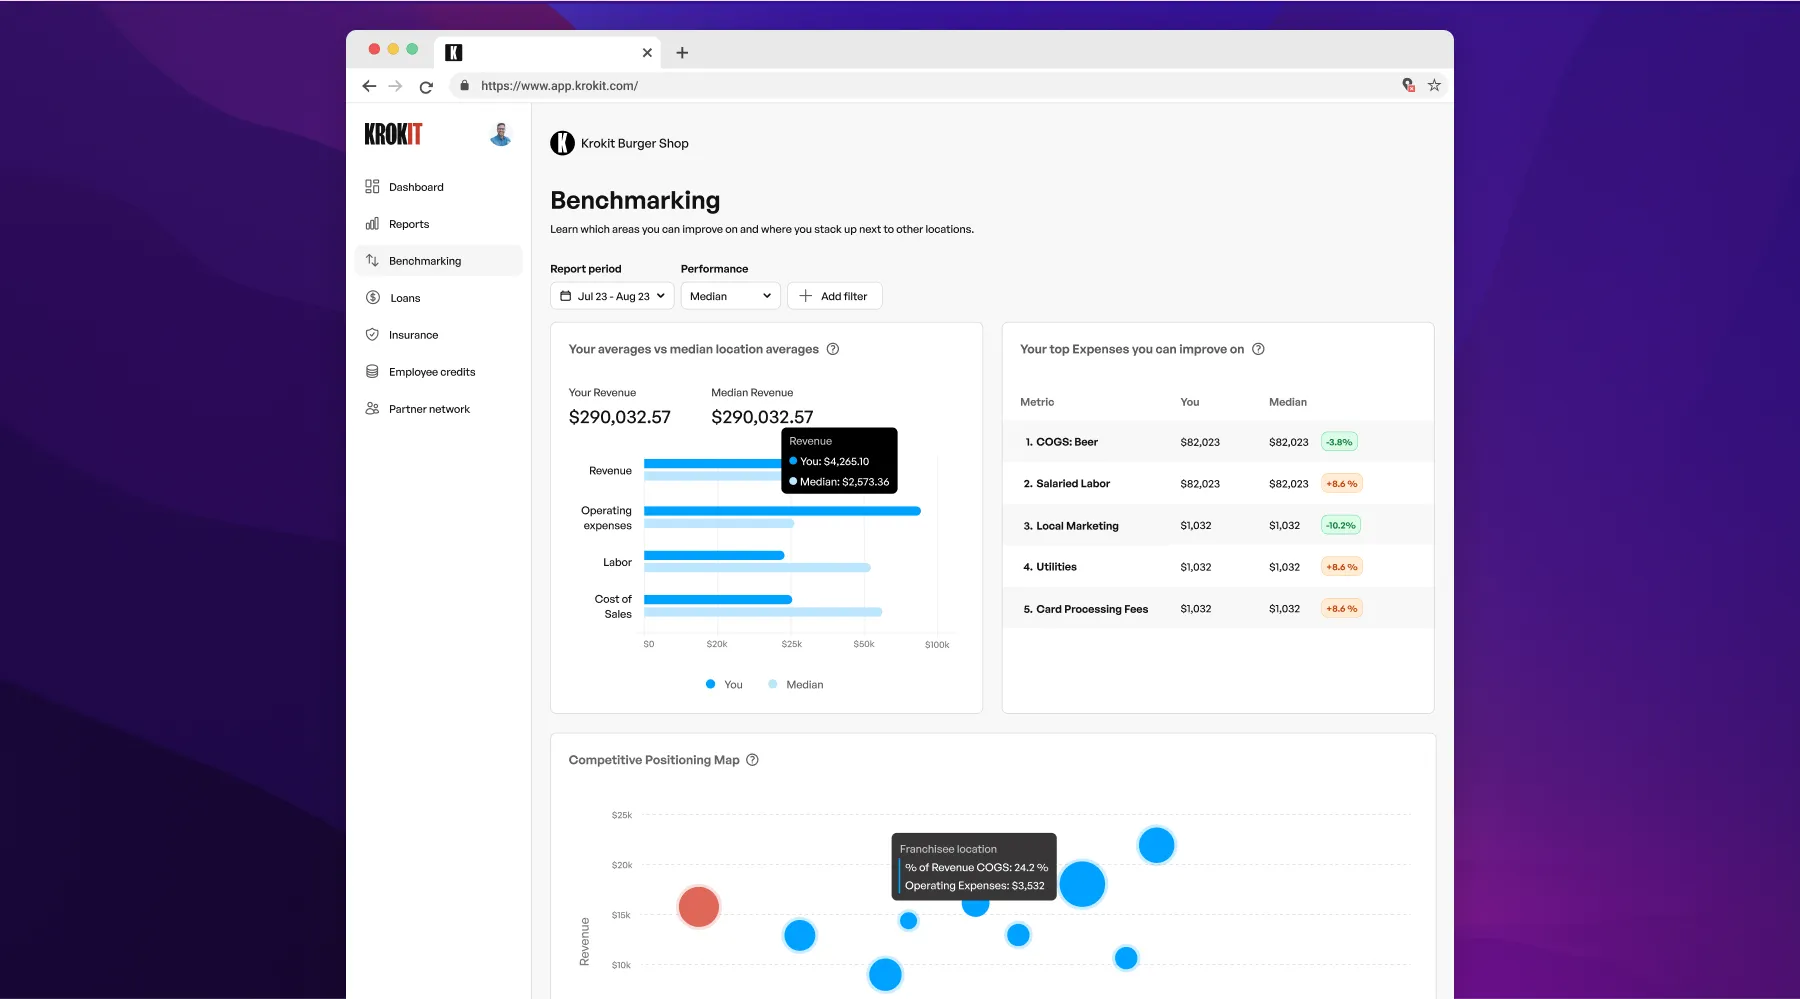 K
https://www.app.krokit.com/
KROKIT
Dashboard
Reports
Benchmarking
Loans
Insurance
Employee credits
Partner network
K Krokit Burger Shop
Benchmarking
Learn which areas you can improve on and where you stack up next to other locations.
Report period Performance
Jul 23 - Aug 23 Median Add filter
Your averages vs median location averages
Your Revenue Median Revenue
$290,032.57 $290,032.57
Revenue
You: $4,265.10
Median: $2,573.36
Revenue
Operating
expenses
Labor
Cost of
Sales
$0 $20k $25k $50k $100k
You Median
Your top Expenses you can improve on
Metric You Median
1. COGS: Beer $82,023 $82,023 -3.8%
2. Salaried Labor $82,023 $82,023 +8.6 %
3. Local Marketing $1,032 $1,032 -10.2%
4. Utilities $1,032 $1,032 +8.6 %
5. Card Processing Fees $1,032 $1,032 +8.6 %
Competitive Positioning Map
$25k
$20k
$15k
$10k
Revenue
Franchisee location
% of Revenue COGS: 24.2 %
Operating Expenses: $3,532